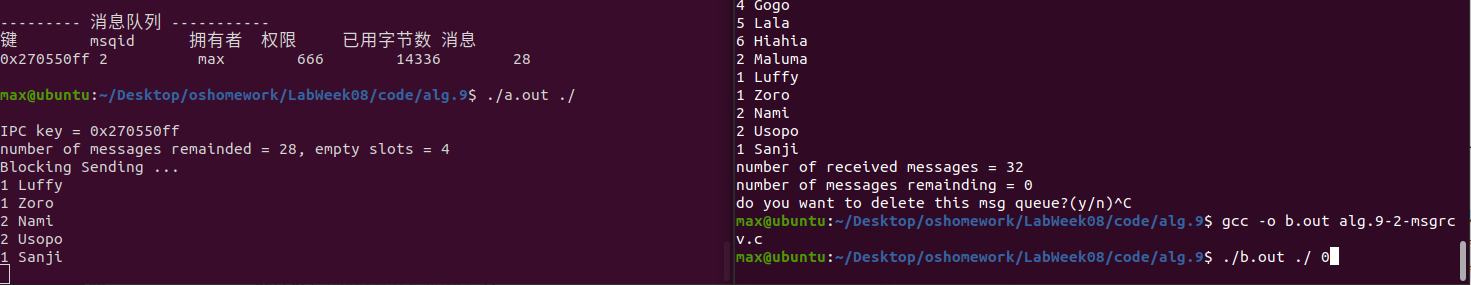 --------- 消息队列 -----------
键 msqid 拥有者 权限 已用字节数 消息
0x270550ff 2 max 666 14336 28
max@ubuntu:~/Desktop/oshomework/LabWeek08/code/alg.9$ ./a.out ./
IPC key = 0x270550ff
number of messages remainded = 28, empty slots = 4
Blocking Sending ...
1 Luffy
1 Zoro
2 Nami
2 Usopo
1 Sanji
4 Gogo
5 Lala
6 Hiahia
2 Maluma
1 Luffy
1 Zoro
2 Nami
2 Usopo
1 Sanji
number of received messages = 32
number of messages remainding = 0
do you want to delete this msg queue?(y/n)^C
max@ubuntu:~/Desktop/oshomework/LabWeek08/code/alg.9$ gcc -o b.out alg.9-2-msgrc
v.c
max@ubuntu:~/Desktop/oshomework/LabWeek08/code/alg.9$ ./b.out ./ 0